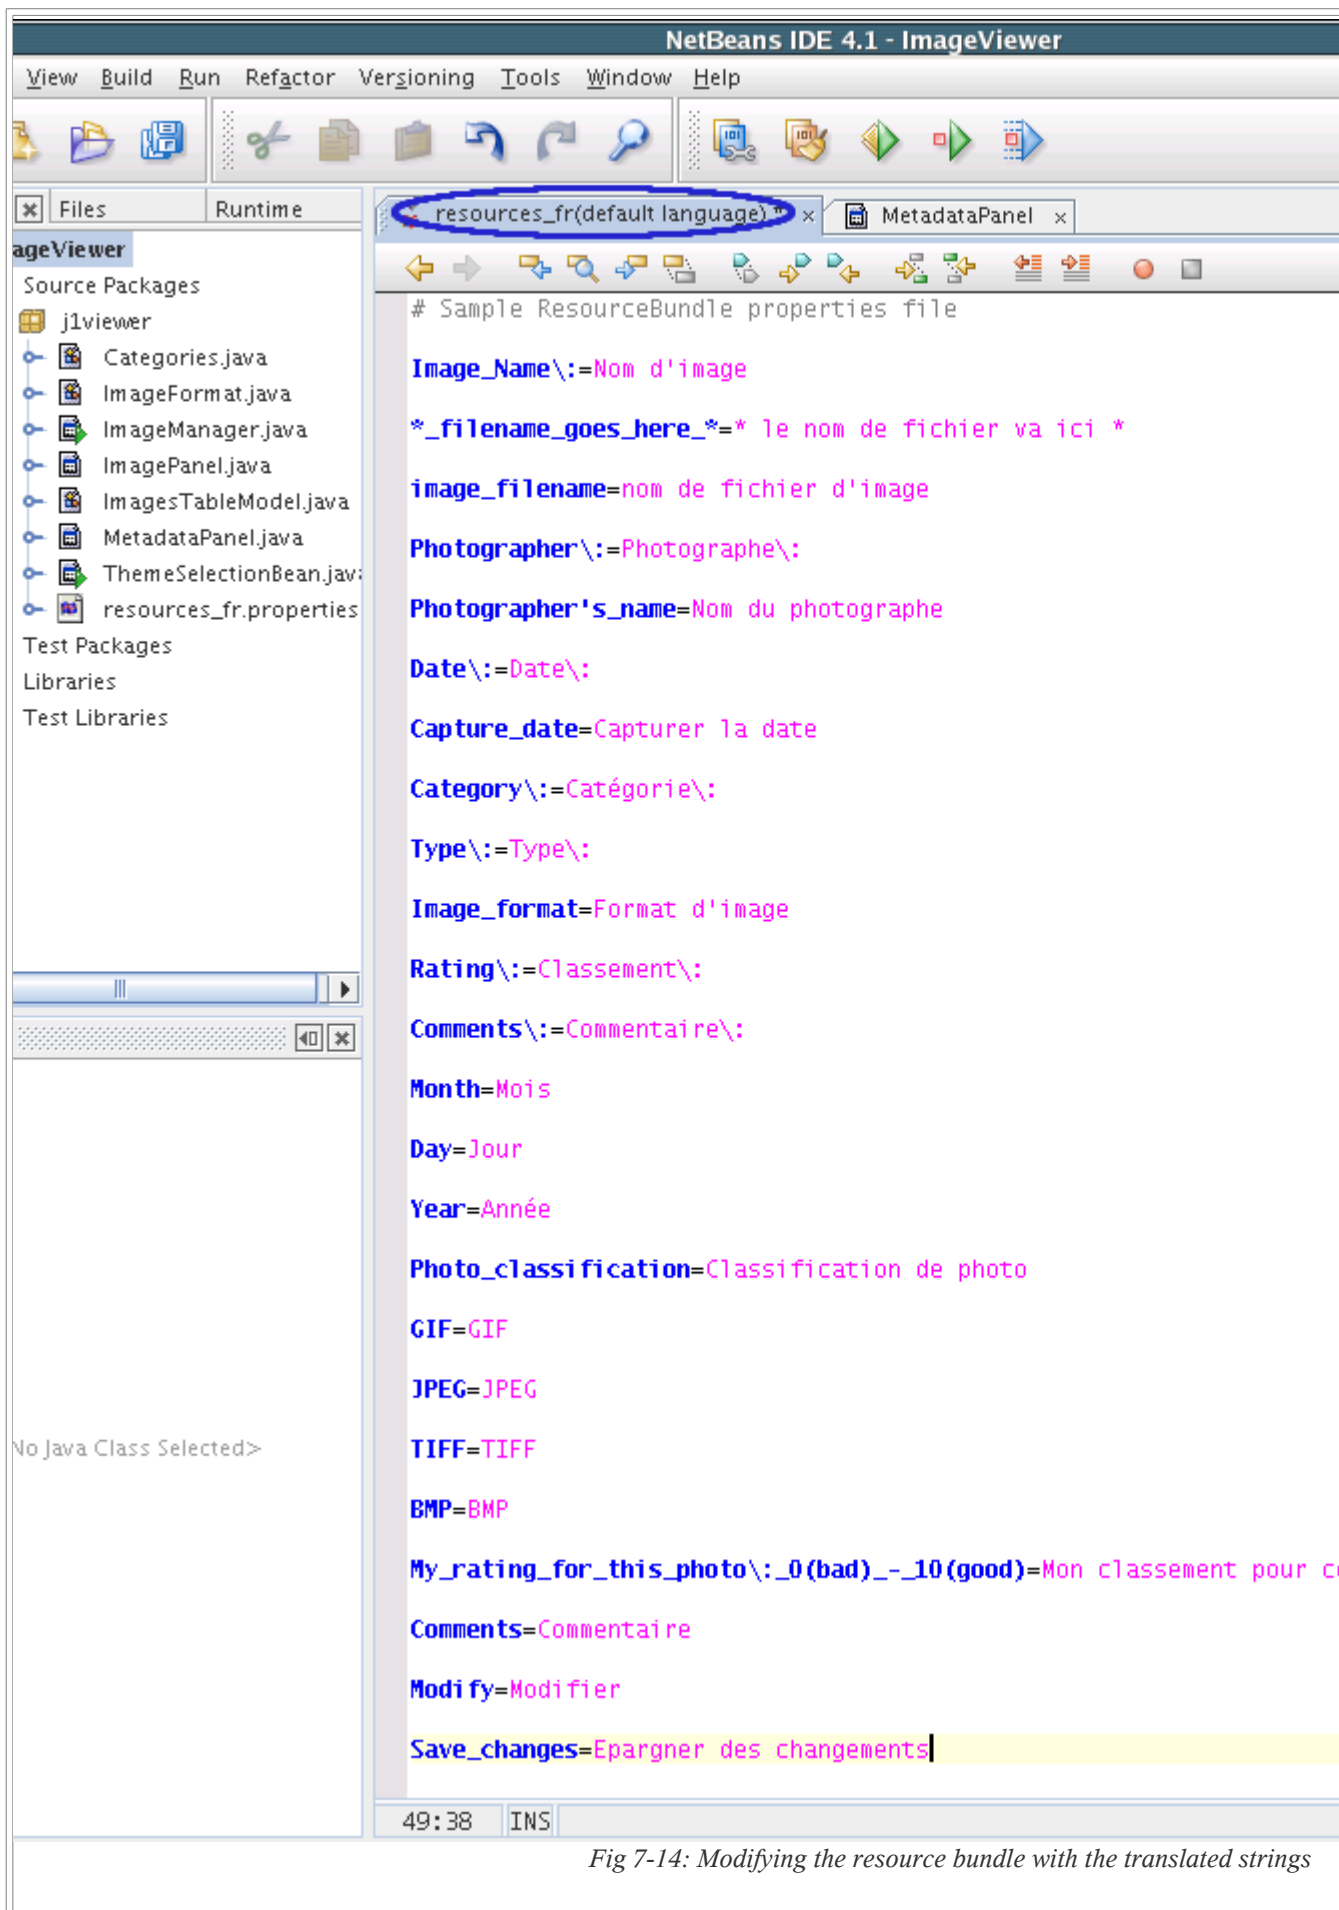 NetBeans IDE 4.1 - ImageViewer
View Build Run Refactor Versioning Tools Window Help
Files Runtime
resources_fr(default language) * MetadataPanel
ageViewer
Source Packages
j1viewer
Categories.java
ImageFormat.java
ImageManager.java
ImagePanel.java
ImagesTableModel.java
MetadataPanel.java
ThemeSelectionBean.jav
resources_fr.properties
Test Packages
Libraries
Test Libraries
No Java Class Selected>
# Sample ResourceBundle properties file
Image_Name\:=Nom d'image
*_filename_goes_here_*=* le nom de fichier va ici *
image_filename=nom de fichier d'image
Photographer\:=Photographe\:
Photographer's_name=Nom du photographe
Date\:=Date\:
Capture_date=Capturer la date
Category\:=Catégorie\:
Type\:=Type\:
Image_format=Format d'image
Rating\:=Classement\:
Comments\:=Commentaire\:
Month=Mois
Day=Jour
Year=Année
Photo_classification=Classification de photo
GIF=GIF
JPEG=JPEG
TIFF=TIFF
BMP=BMP
My_rating_for_this_photo\:_0(bad)_-_10(good)=Mon classement pour c
Comments=Commentaire
Modify=Modifier
Save_changes=Epargner des changements
49:38 INS
Fig 7-14: Modifying the resource bundle with the translated strings